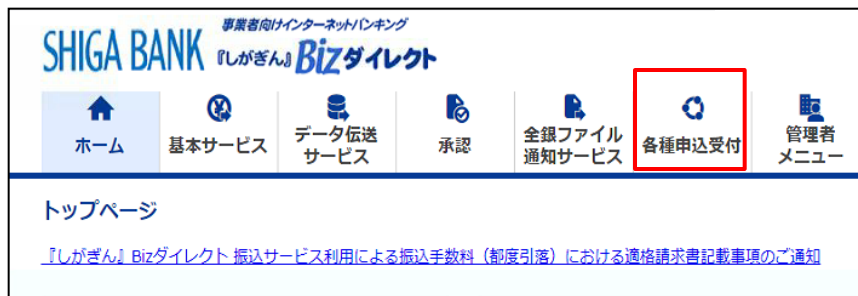 事業者向けインターネットバンキング
SHIGA BANK 『しがぎん』Bizダイレクト
ホーム
基本サービス
データ伝送
サービス
承認
全銀ファイル
通知サービス
各種申込受付
管理者
メニュー
トップページ
『しがぎん』Bizダイレクト 振込サービス利用による振込手数料（都度引落）における適格請求書記載事項のご通知